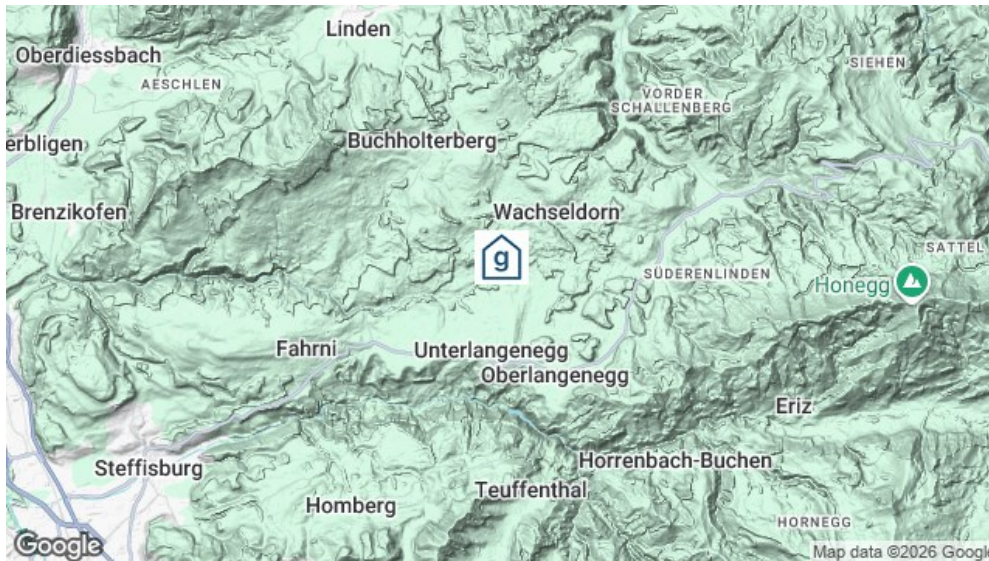 Linden
Oberdiessbach
SIEHEN
AESCHLEN
VORDER
SCHALLENBERG
erbligen
Buchholterberg
Brenzikofen
Wachseldorn
SATTEL
g
SÜDERENLINDEN
Honegg
Fahrni
Unterlangenegg
Oberlangenegg
Eriz
Steffisburg
Horrenbach-Buchen
Teuffenthal
Homberg
HORNEGG
Google
Map data ©2026 Google